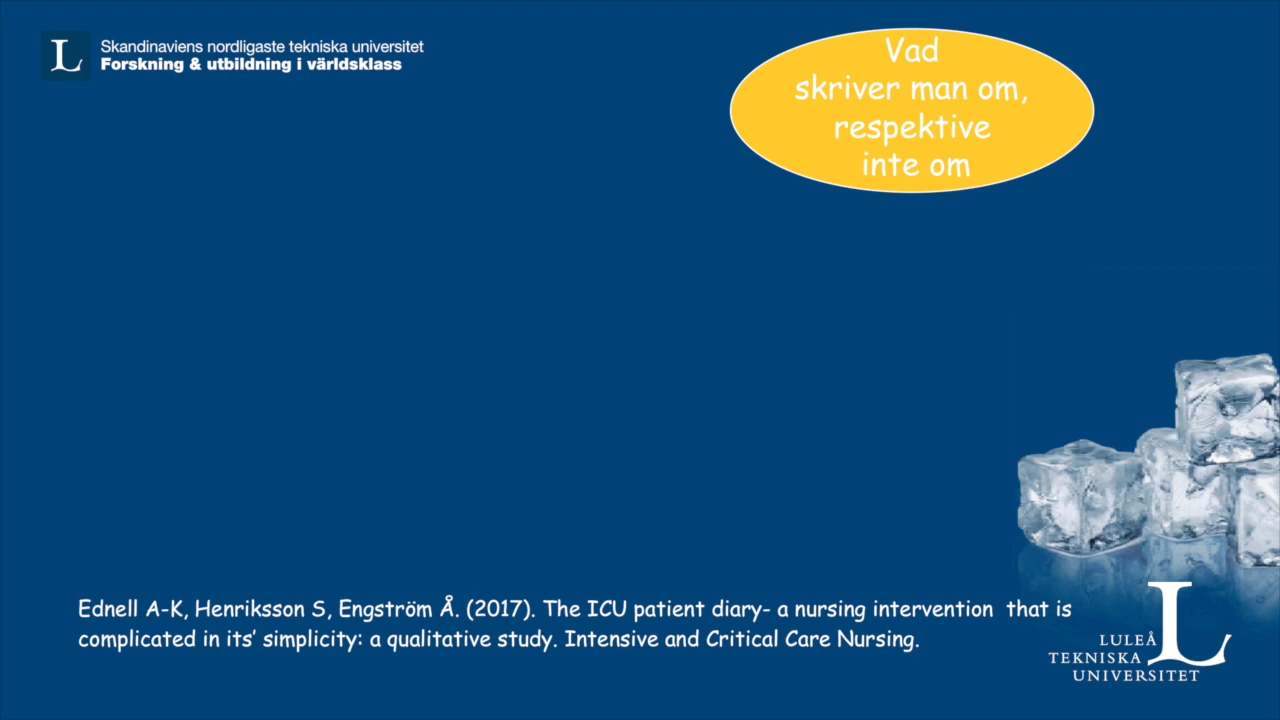 Skandinaviens nordligaste tekniska universitet
Forskning & utbildning i världsklass
Vad
skriver man om,
respektive
inte om
Ednell A-K, Henriksson S, Engström Å. (2017). The ICU patient diary- a nursing intervention that is
complicated in its’ simplicity: a qualitative study. Intensive and Critical Care Nursing.
LULEÅ
TEKNISKA
UNIVERSITET